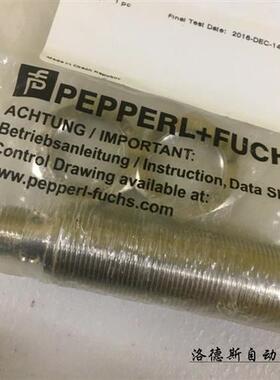 1 pc
Final Test Date: 2016-DEC-14
Made in Czech Republic
PEPPERL+FUCHS
ACHTUNG / IMPORTANT:
Betriebsanleitung / Instruction, Data Sh
Control Drawing available at:
www.pepperl-fuchs.com
洛德斯自动